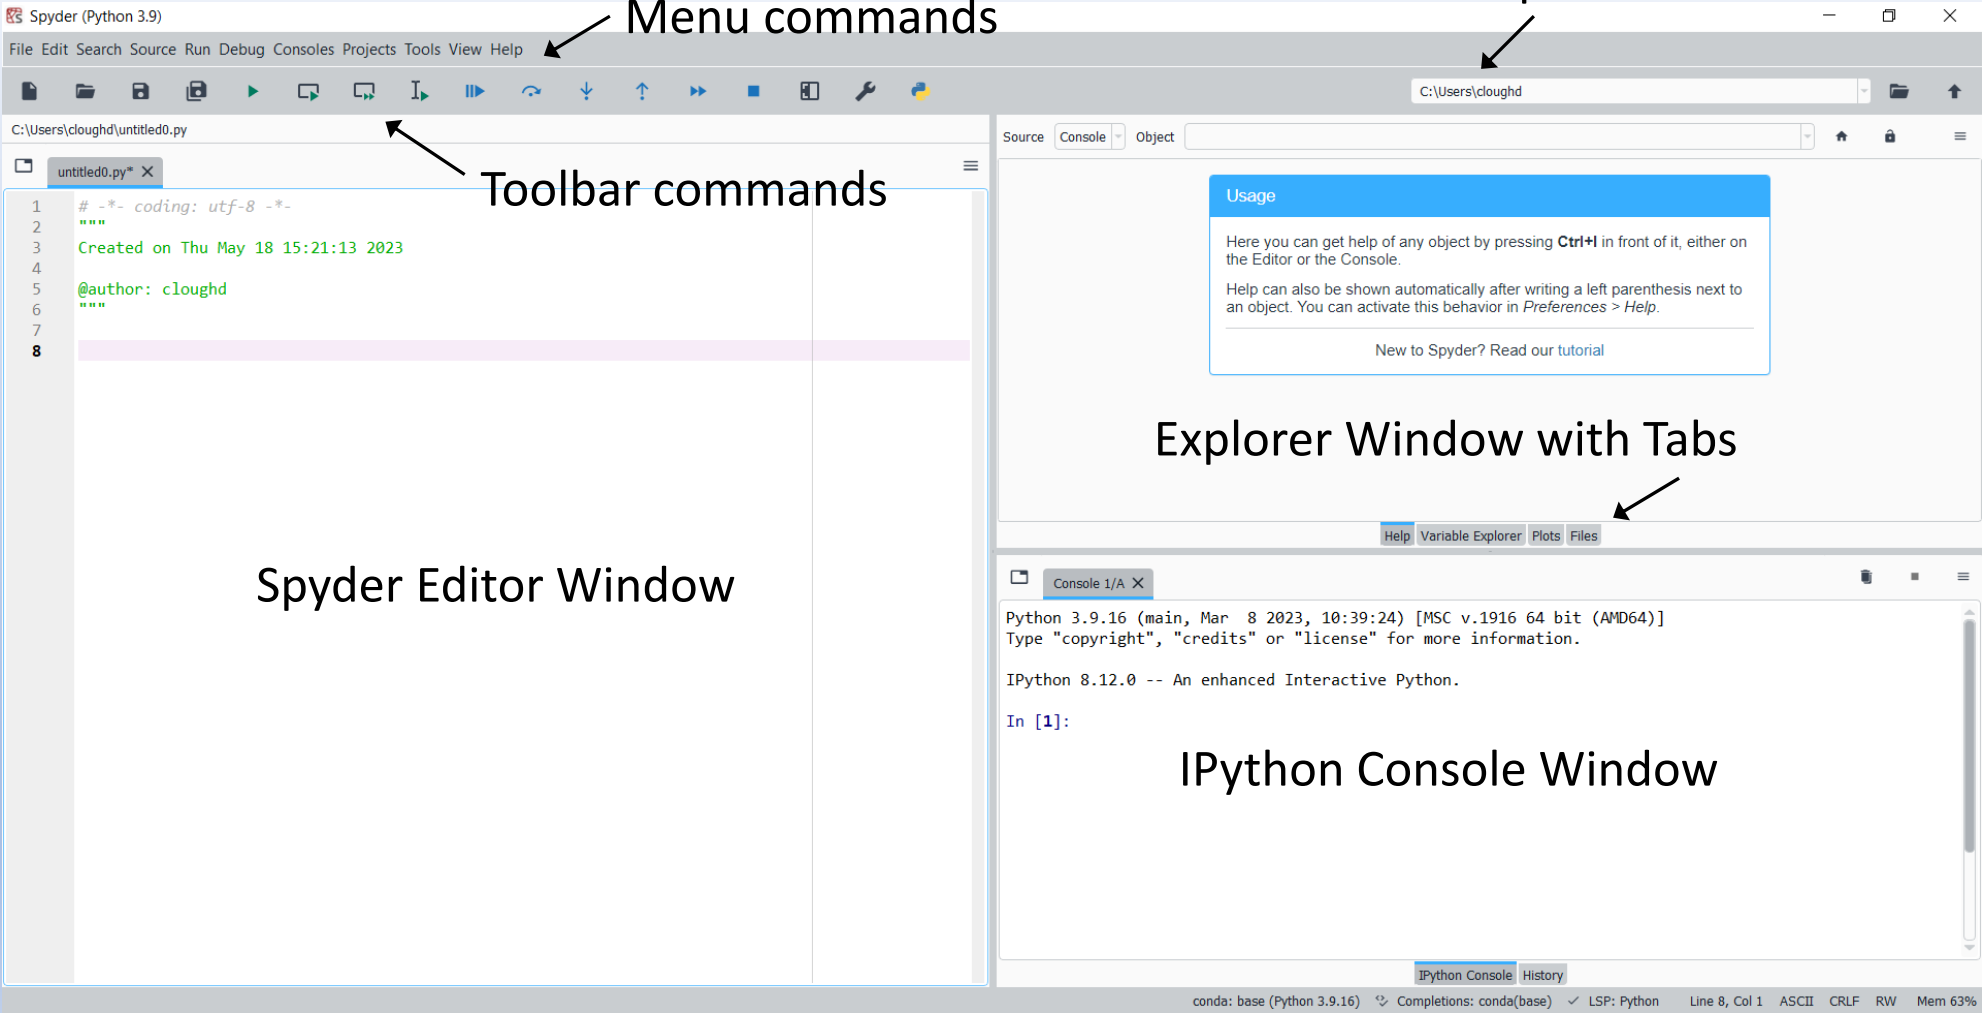 Spyder (Python 3.9)
Menu commands
File Edit Search Source Run Debug Consoles Projects Tools View Help
C:\Users\cloughd
C:\Users\cloughd\untitled0.py
Toolbar commands
untitled0.py*
1 # -*- coding: utf-8 -*-
2 """
3 Created on Thu May 18 15:21:13 2023
4
5 @author: cloughd
6 """
7
8
Spyder Editor Window
Source Console Object
Usage
Here you can get help of any object by pressing Ctrl+I in front of it, either on
the Editor or the Console.
Help can also be shown automatically after writing a left parenthesis next to
an object. You can activate this behavior in Preferences > Help.
New to Spyder? Read our tutorial
Explorer Window with Tabs
Help Variable Explorer Plots Files
Console 1/A
Python 3.9.16 (main, Mar  8 2023, 10:39:24) [MSC v.1916 64 bit (AMD64)]
Type "copyright", "credits" or "license" for more information.
IPython 8.12.0 -- An enhanced Interactive Python.
In [1]:
IPython Console Window
IPython Console History
conda: base (Python 3.9.16) Completions: conda(base) LSP: Python Line 8, Col 1 ASCII CRLF RW Mem 63%